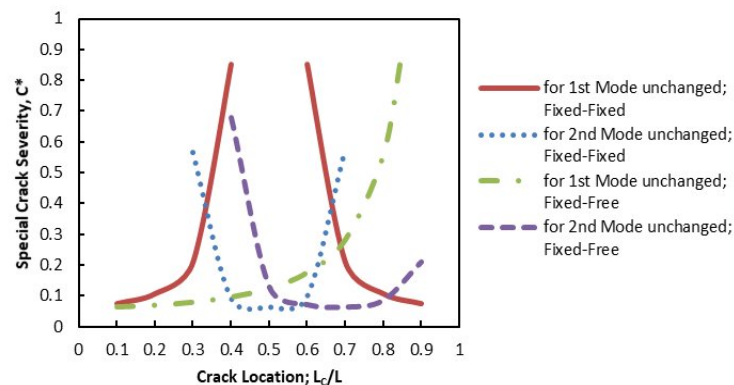 1
0.9
0.8
0.7
0.6
0.5
0.4
0.3
0.2
0.1
0
Special Crack Severity, C*
0 0.1 0.2 0.3 0.4 0.5 0.6 0.7 0.8 0.9 1
Crack Location; LC/L
for 1st Mode unchanged;
Fixed-Fixed
for 2nd Mode unchanged;
Fixed-Fixed
for 1st Mode unchanged;
Fixed-Free
for 2nd Mode unchanged;
Fixed-Free